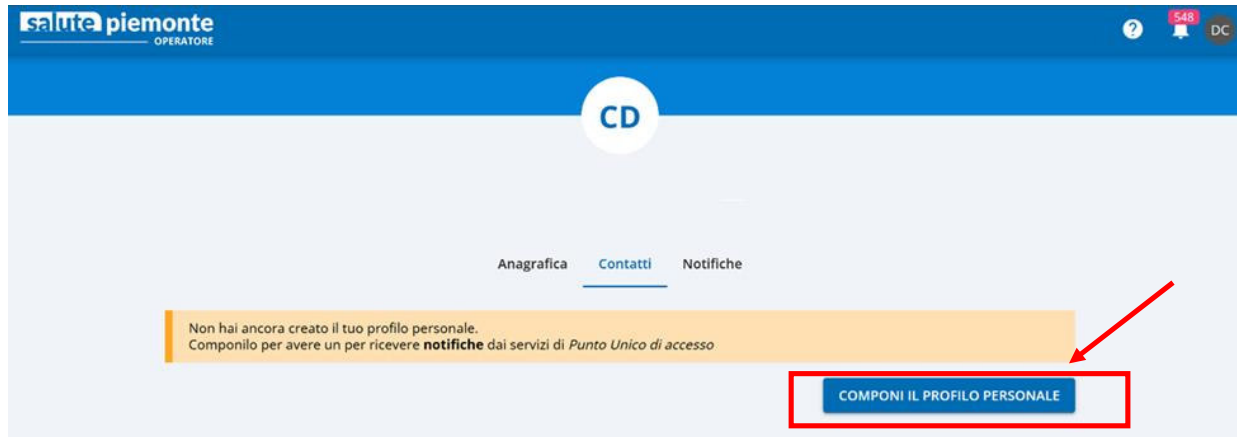 salute piemonte
OPERATORE
548
DC
CD
Anagrafica Contatti Notifiche
Non hai ancora creato il tuo profilo personale.
Componilo per avere un per ricevere notifiche dai servizi di Punto Unico di accesso
COMPONI IL PROFILO PERSONALE